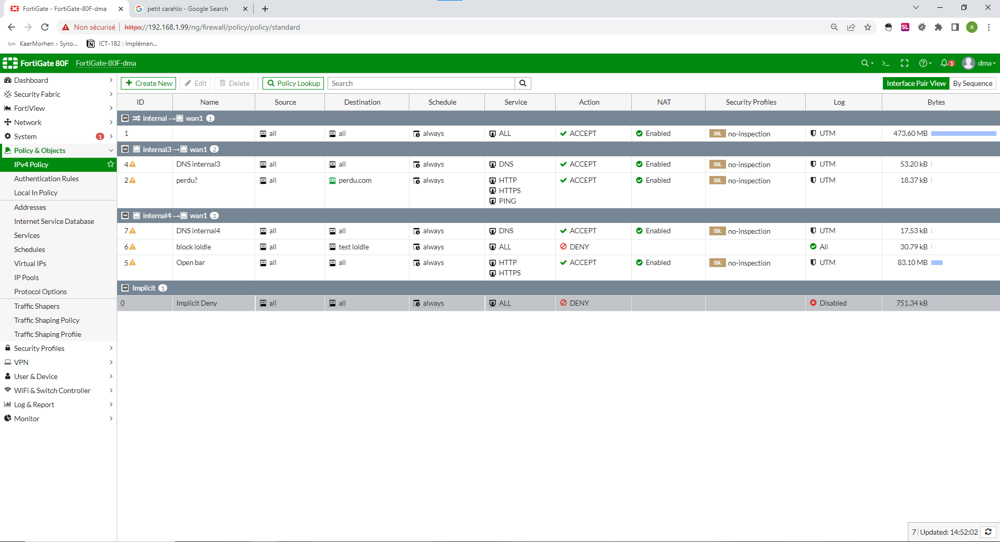 FortiGate - FortiGate-80F-dma
petit carahlo - Google Search
Non sécurisé https://192.168.1.99/ng/firewall/policy/policy/standard
SL
a
Sync KaerMorhen - Syno...
ICT-182 : Implémen...
FortiGate 80F FortiGate-80F-dma
1 dma
Dashboard
Security Fabric
FortiView
Network
System 1
Policy & Objects
IPv4 Policy
Authentication Rules
Local In Policy
Addresses
Internet Service Database
Services
Schedules
Virtual IPs
IP Pools
Protocol Options
Traffic Shapers
Traffic Shaping Policy
Traffic Shaping Profile
Security Profiles
VPN
User & Device
WiFi & Switch Controller
Log & Report
Monitor
+ Create New Edit Delete Policy Lookup Search Interface Pair View By Sequence
ID Name Source Destination Schedule Service Action NAT Security Profiles Log Bytes
internal → wan1 1
1 all all always ALL ACCEPT Enabled SSL no-inspection UTM 473.60 MB
internal3 → wan1 2
4 DNS internal3 all all always DNS ACCEPT Enabled SSL no-inspection UTM 53.20 kB
2 perdu? all perdu.com always HTTP ACCEPT Enabled SSL no-inspection UTM 18.37 kB
HTTPS
PING
internal4 → wan1 3
7 DNS internal4 all all always DNS ACCEPT Enabled SSL no-inspection UTM 17.53 kB
6 block loldle all test loldle always ALL DENY All 30.79 kB
5 Open bar all all always HTTP ACCEPT Enabled SSL no-inspection UTM 83.10 MB
HTTPS
Implicit 1
0 Implicit Deny all all always ALL DENY Disabled 751.34 kB
7 Updated: 14:52:02